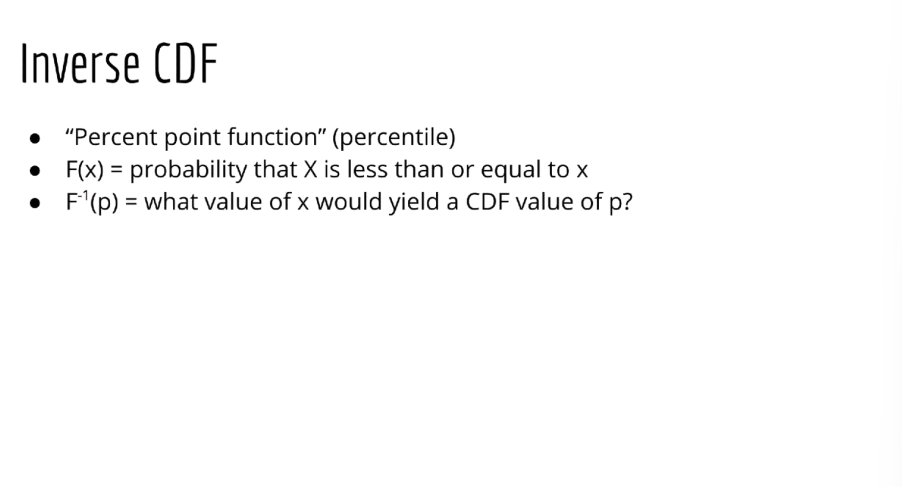 Inverse CDF
● “Percent point function” (percentile)
● F(x) = probability that X is less than or equal to x
● F⁻¹(p) = what value of x would yield a CDF value of p?